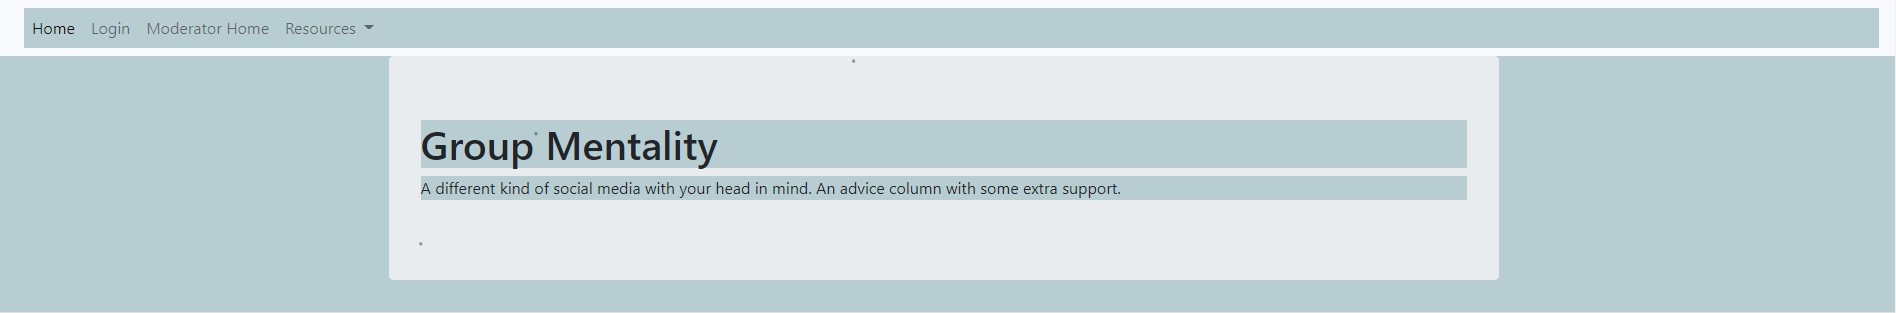 Home Login Moderator Home Resources
Group Mentality
A different kind of social media with your head in mind. An advice column with some extra support.